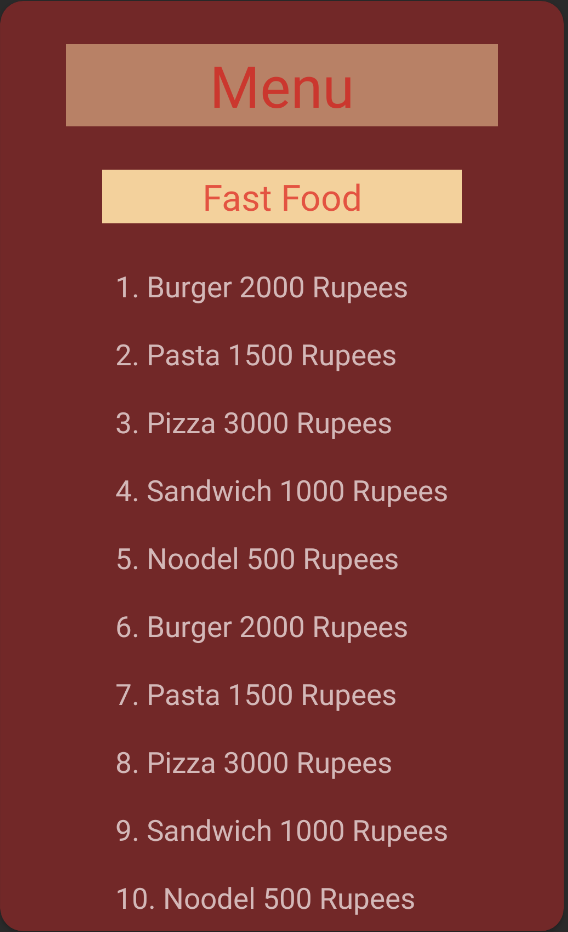 Menu
Fast Food
1. Burger 2000 Rupees
2. Pasta 1500 Rupees
3. Pizza 3000 Rupees
4. Sandwich 1000 Rupees
5. Noodel 500 Rupees
6. Burger 2000 Rupees
7. Pasta 1500 Rupees
8. Pizza 3000 Rupees
9. Sandwich 1000 Rupees
10. Noodel 500 Rupees